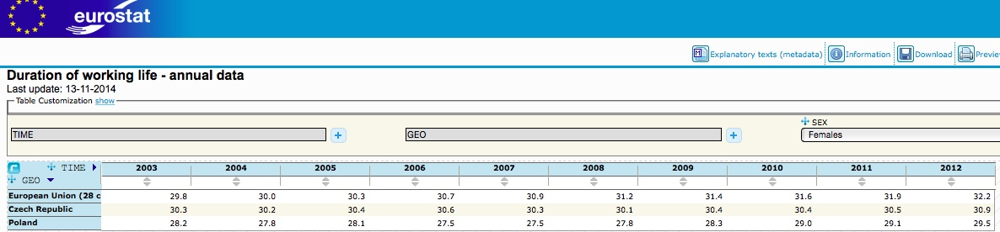 eurostat
Explanatory texts (metadata) Information Download Previe
Duration of working life - annual data
Last update: 13-11-2014
Table Customization show
SEX
TIME + GEO + Females
TIME 2003 2004 2005 2006 2007 2008 2009 2010 2011 2012
GEO
European Union (28 c 29.8 30.0 30.3 30.7 30.9 31.2 31.4 31.6 31.9 32.2
Czech Republic 30.3 30.2 30.4 30.6 30.3 30.1 30.4 30.4 30.5 30.9
Poland 28.2 27.8 28.1 27.5 27.5 27.8 28.3 29.0 29.1 29.5